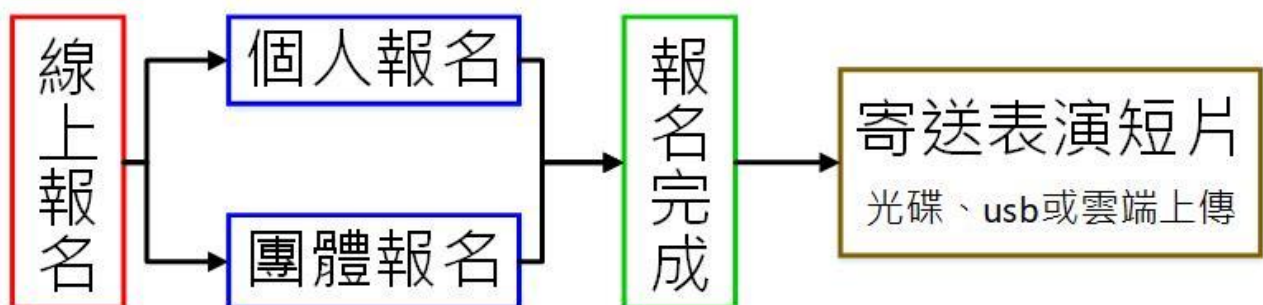 線上報名
個人報名
團體報名
報名完成
寄送表演短片
光碟、usb或雲端上傳